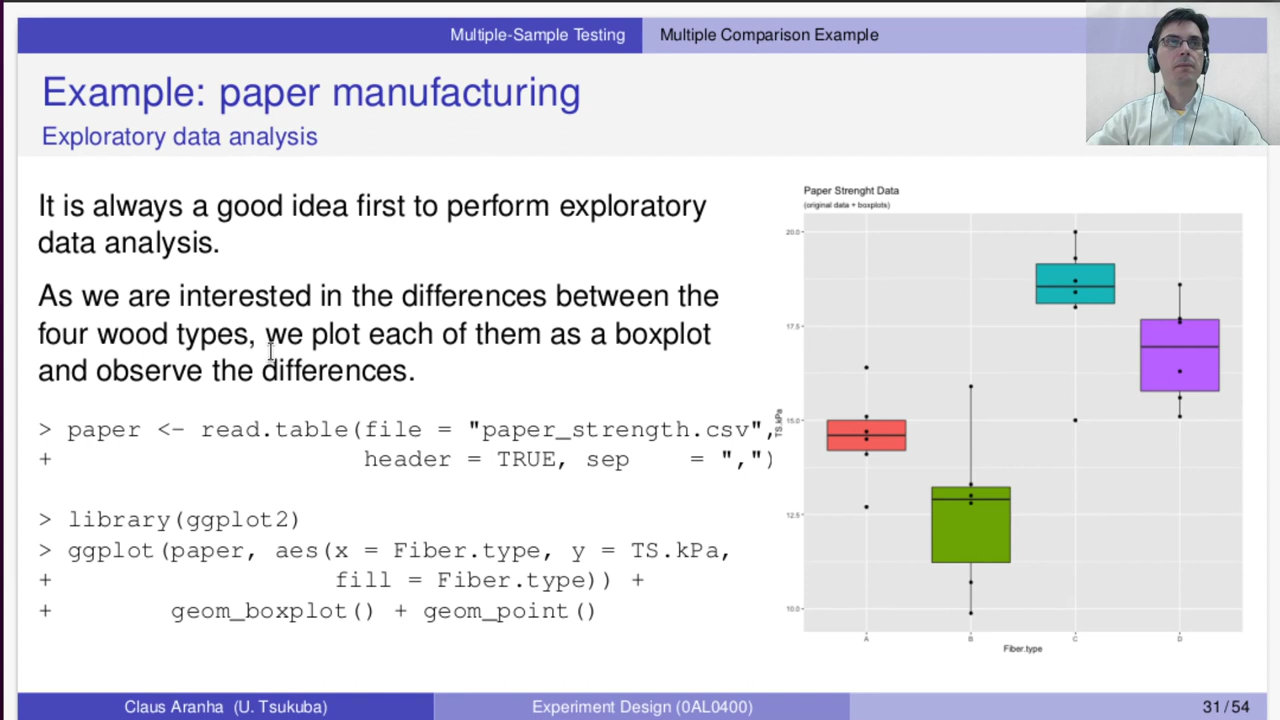 Multiple-Sample Testing Multiple Comparison Example
Example: paper manufacturing
Exploratory data analysis
It is always a good idea first to perform exploratory
data analysis.
As we are interested in the differences between the
four wood types, we plot each of them as a boxplot
and observe the differences.
> paper <- read.table(file = "paper_strength.csv",
+ header = TRUE, sep = ",")
> library(ggplot2)
> ggplot(paper, aes(x = Fiber.type, y = TS.kPa,
+ fill = Fiber.type)) +
+ geom_boxplot() + geom_point()
Paper Strenght Data
(original data + boxplots)
20.0
17.5
15.0
12.5
10.0
TS.kPa
A B C D
Fiber.type
Claus Aranha (U. Tsukuba) Experiment Design (0AL0400) 31 / 54